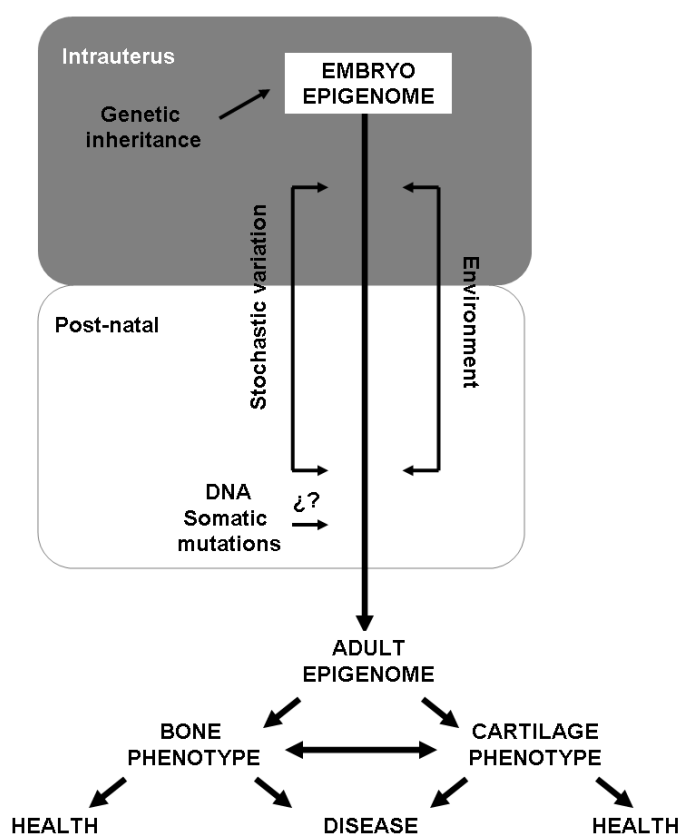 Intrauterus
EMBRYO
EPIGENOME
Genetic
inheritance
Stochastic variation
Environment
Post-natal
DNA
Somatic
mutations
¿?
ADULT
EPIGENOME
BONE
PHENOTYPE
CARTILAGE
PHENOTYPE
HEALTH
DISEASE
HEALTH